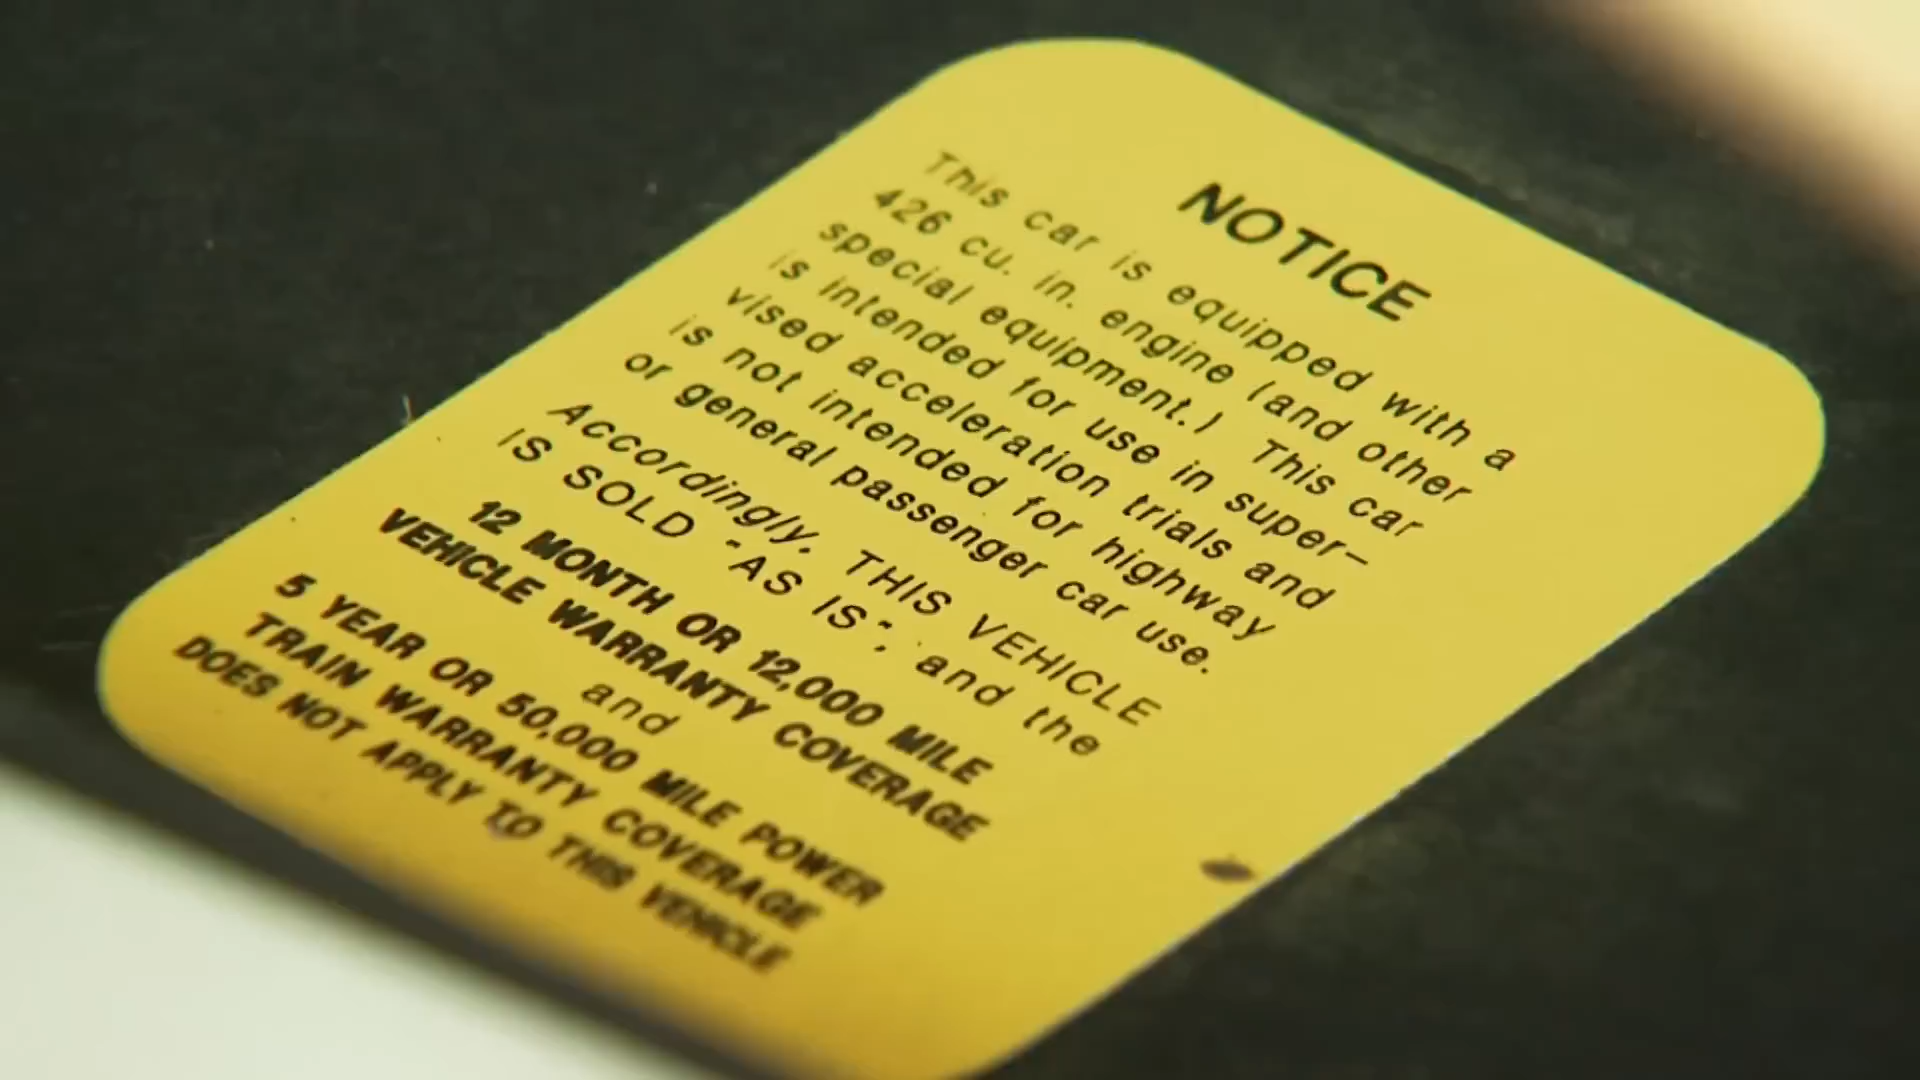 NOTICE
This car is equipped with a
426 cu. in. engine (and other
special equipment.) This car
is intended for use in super-
vised acceleration trials and
is not intended for highway
or general passenger car use.
Accordingly, THIS VEHICLE
IS SOLD "AS IS", and the
12 MONTH OR 12,000 MILE
VEHICLE WARRANTY COVERAGE
and
5 YEAR OR 50,000 MILE POWER
TRAIN WARRANTY COVERAGE
DOES NOT APPLY TO THIS VEHICLE